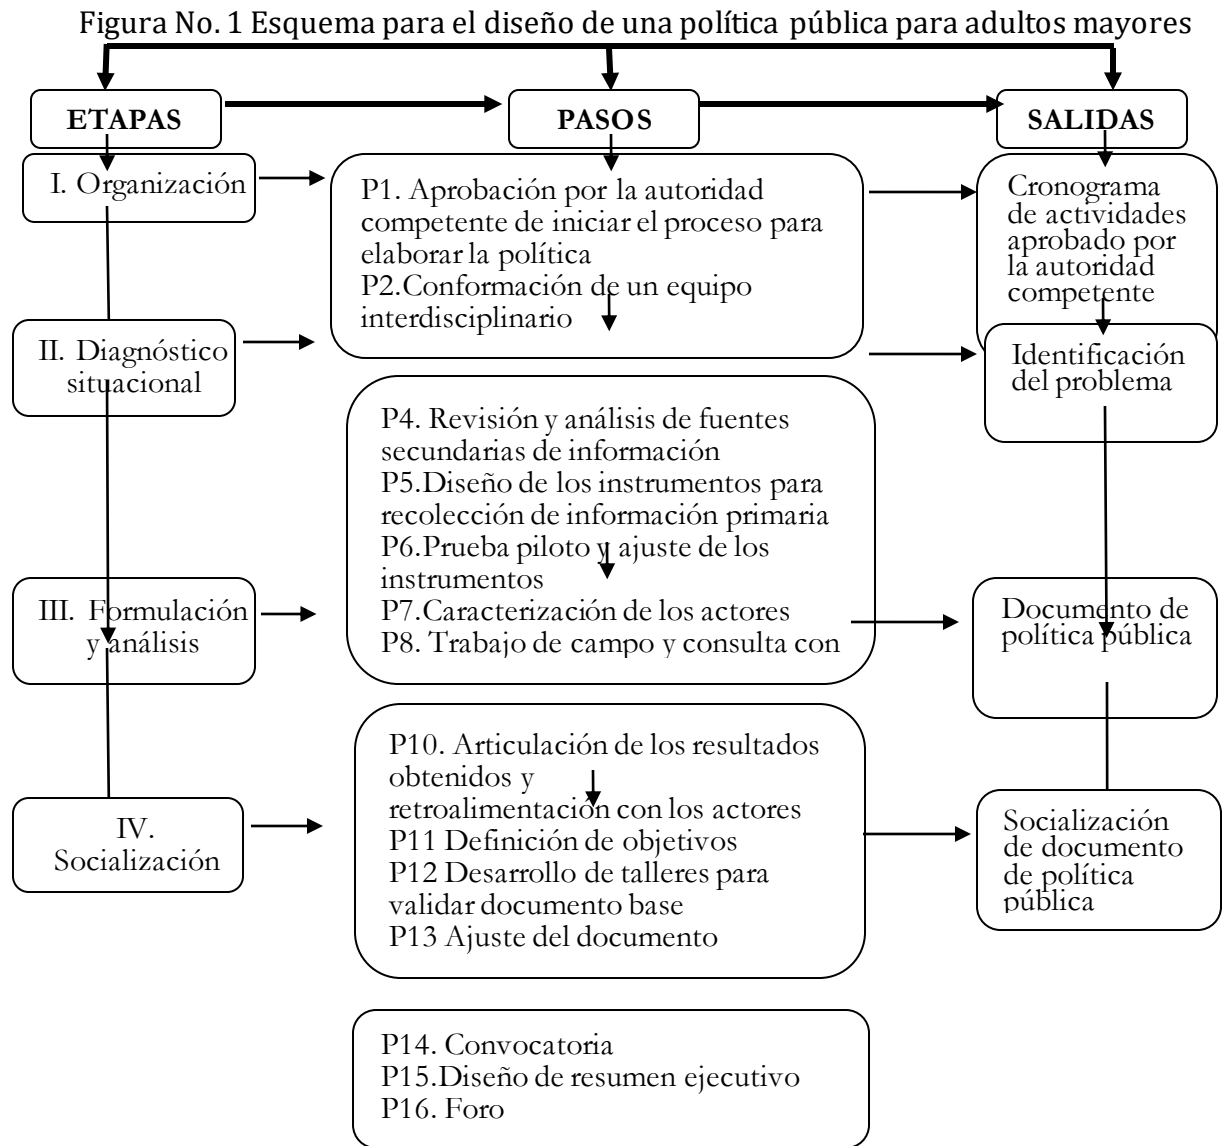 Figura No. 1 Esquema para el diseño de una política pública para adultos mayores
ETAPAS
PASOS
SALIDAS
I. Organización
P1. Aprobación por la autoridad
competente de iniciar el proceso para
elaborar la política
P2.Conformación de un equipo
interdisciplinario
Cronograma
de actividades
aprobado por
la autoridad
competente
II. Diagnóstico
situacional
P4. Revisión y análisis de fuentes
secundarias de información
P5.Diseño de los instrumentos para
recolección de información primaria
P6.Prueba piloto y ajuste de los
instrumentos
P7.Caracterización de los actores
P8. Trabajo de campo y consulta con
Identificación
del problema
III. Formulación
y análisis
P10. Articulación de los resultados
obtenidos y
retroalimentación con los actores
P11 Definición de objetivos
P12 Desarrollo de talleres para
validar documento base
P13 Ajuste del documento
Documento de
política pública
IV.
Socialización
P14. Convocatoria
P15.Diseño de resumen ejecutivo
P16. Foro
Socialización
de documento
de política
pública